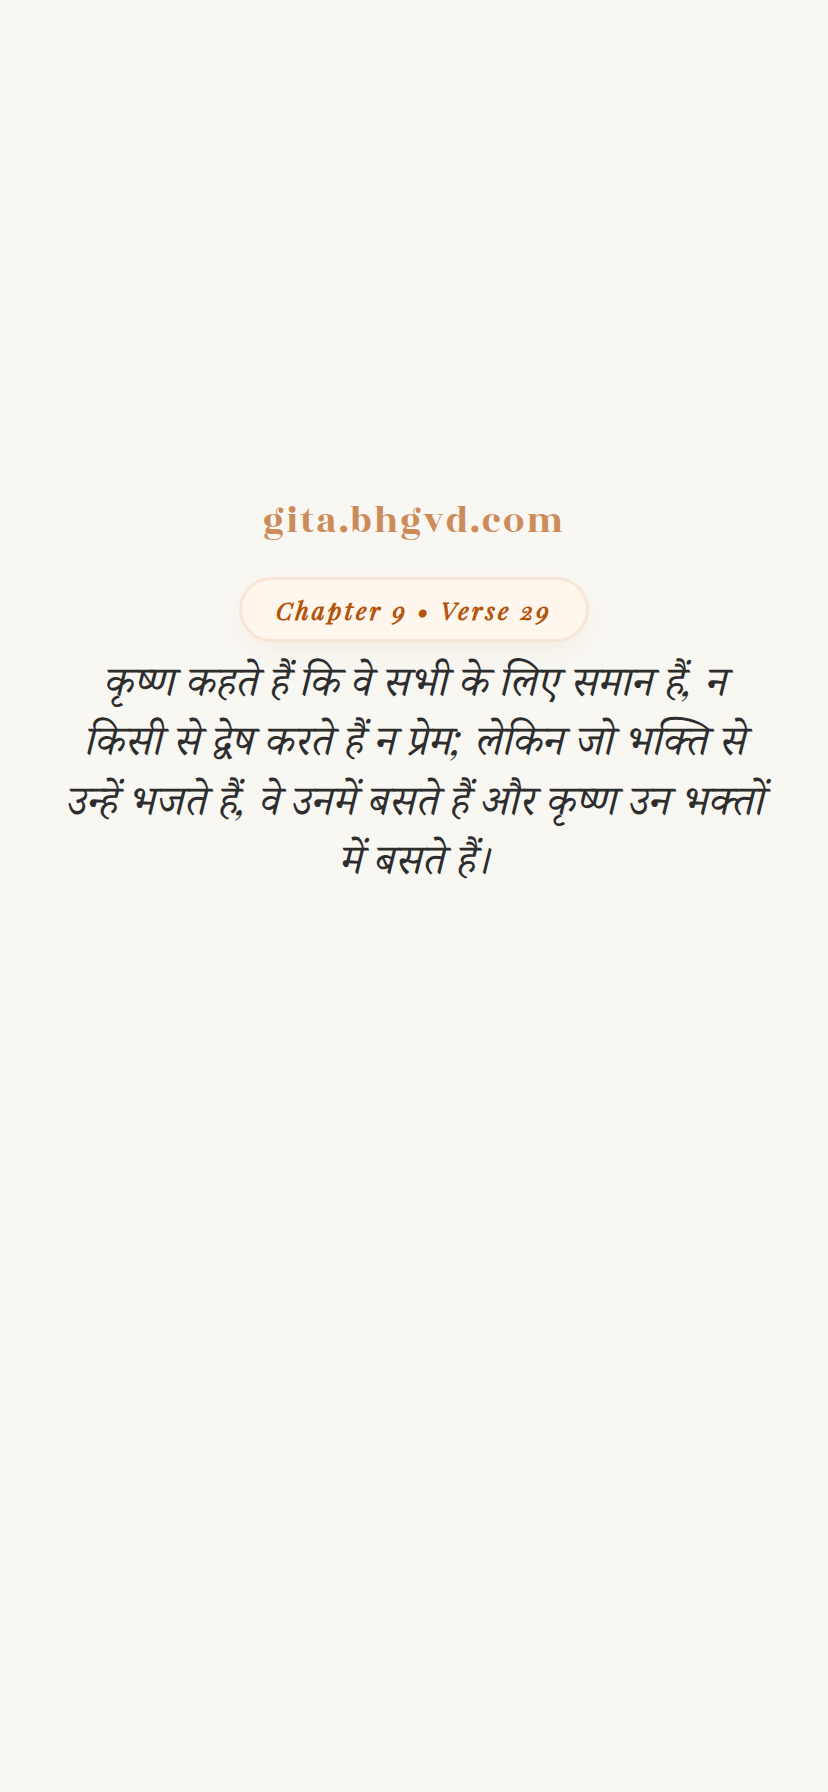 gita.bhgvd.com
Chapter 9 • Verse 29
कृष्ण कहते हैं कि वे सभी के लिए समान हैं, न
किसी से द्वेष करते हैं न प्रेम; लेकिन जो भक्ति से
उन्हें भजते हैं, वे उनमें बसते हैं और कृष्ण उन भक्तों
में बसते हैं।